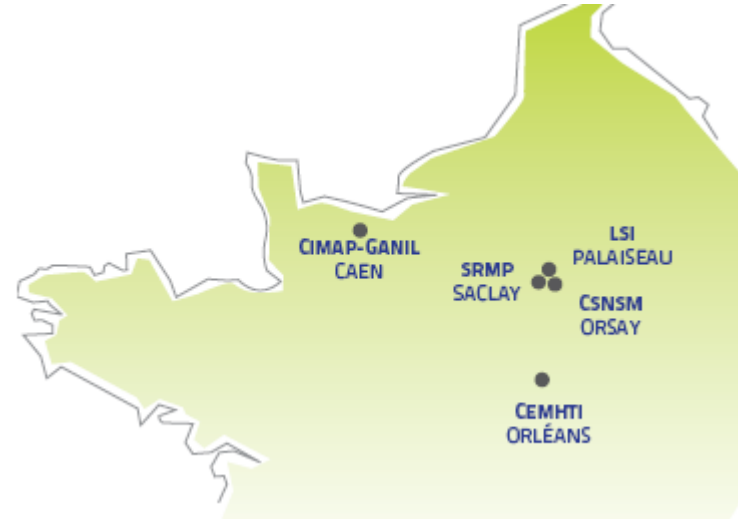 CIMAP-GANIL
CAEN
LSI
PALAISEAU
SRMP
SACLAY
CSNSM
ORSAY
CEMHTI
ORLÉANS